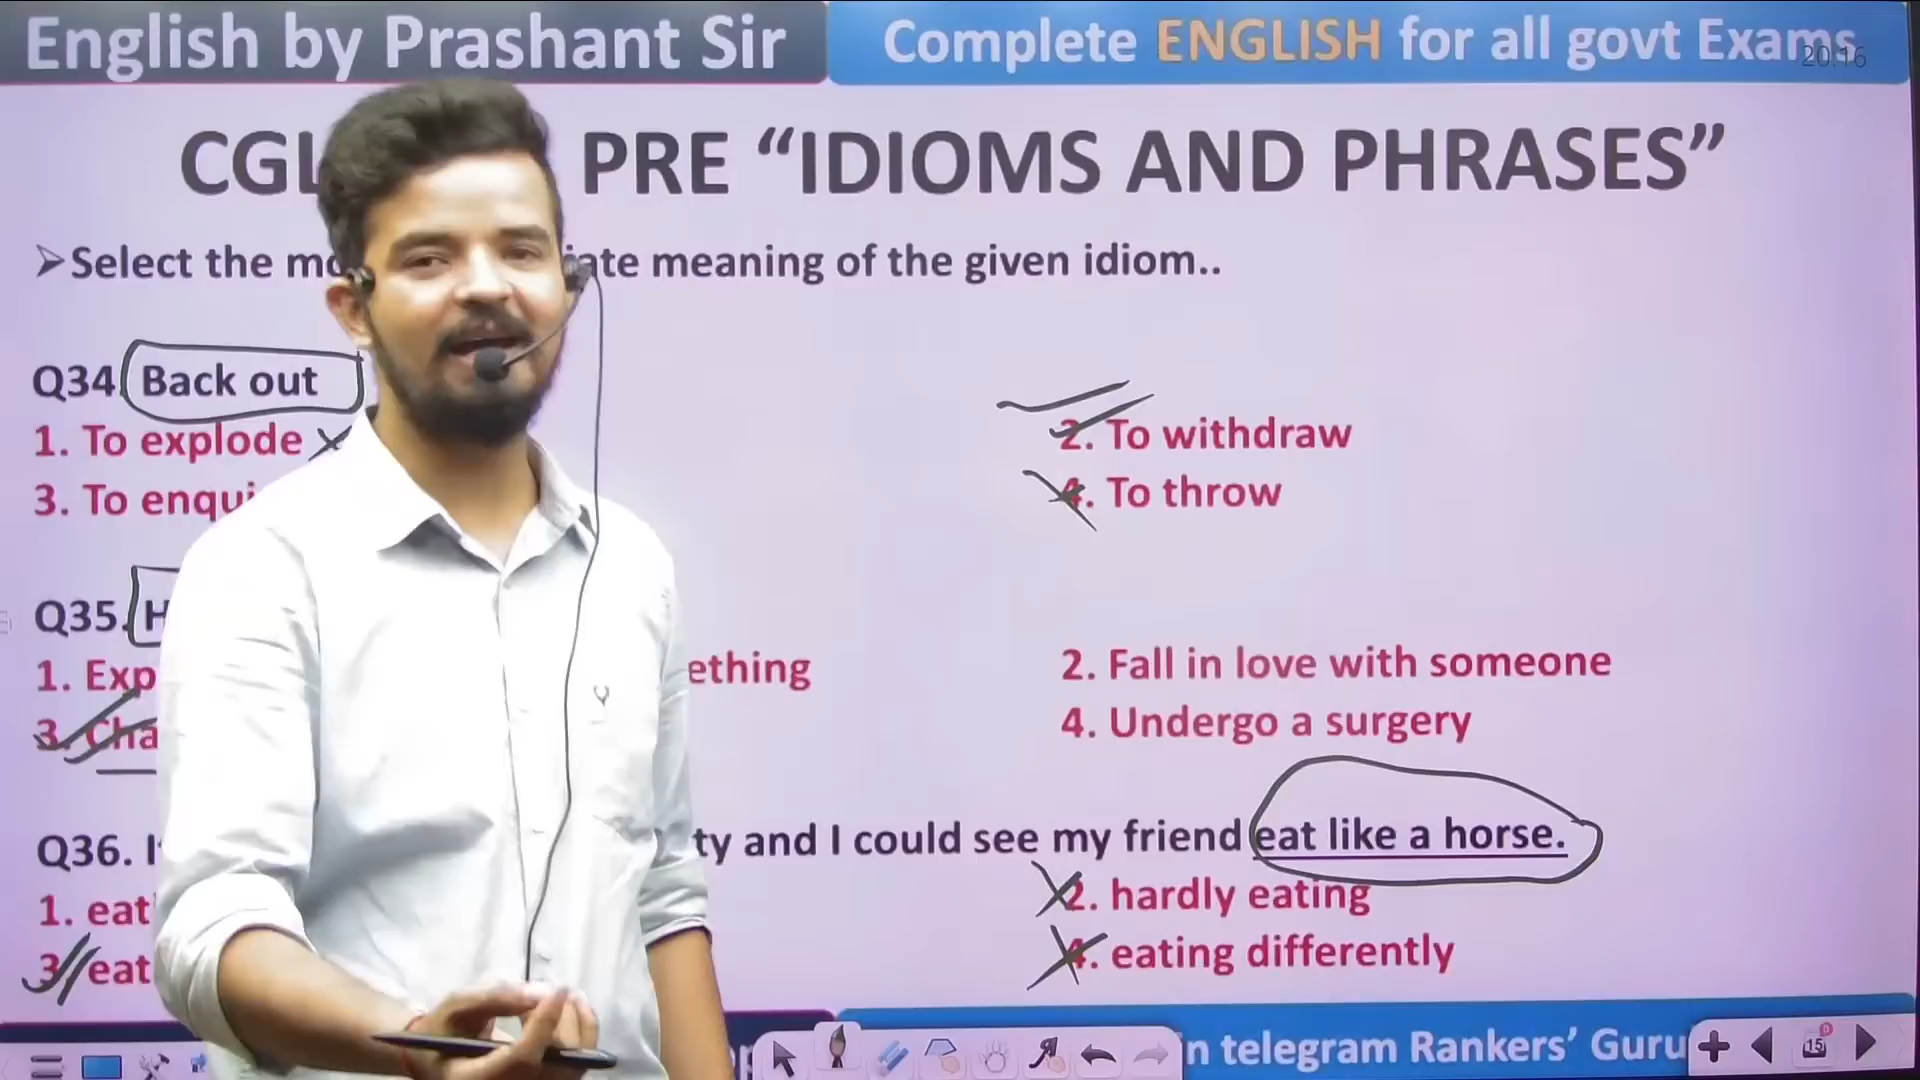 English by Prashant Sir
Complete ENGLISH for all govt Exams
20:16
CGL PRE “IDIOMS AND PHRASES”
➢Select the mo ate meaning of the given idiom..
Q34. Back out
1. To explode
2. To withdraw
3. To enqui
4. To throw
Q35. H
1. Exp ething
2. Fall in love with someone
3. Cha
4. Undergo a surgery
Q36. I ty and I could see my friend eat like a horse.
1. eat
2. hardly eating
3. eat
4. eating differently
in telegram Rankers’ Guru
15